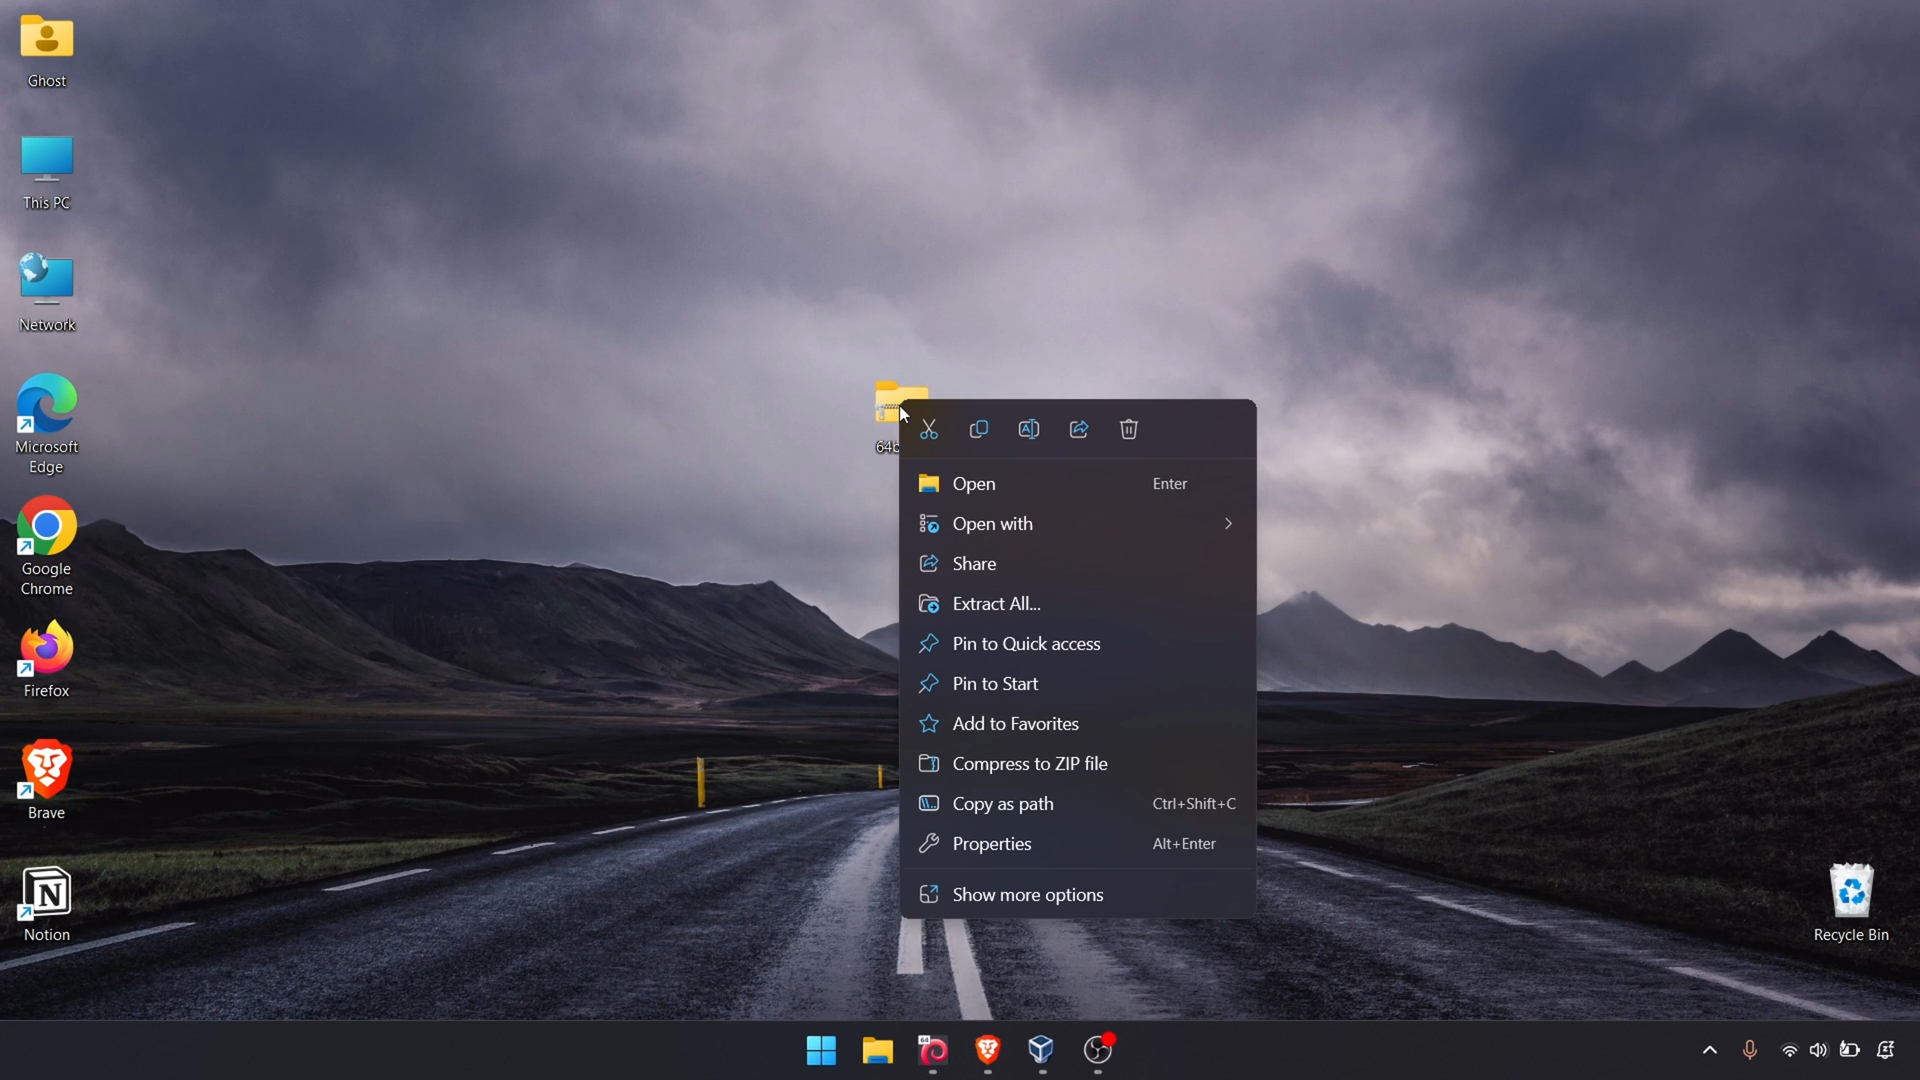 Ghost
This PC
Network
Microsoft
Edge
Google
Chrome
Firefox
Brave
Notion
64b
Open Enter
Open with
Share
Extract All...
Pin to Quick access
Pin to Start
Add to Favorites
Compress to ZIP file
Copy as path Ctrl+Shift+C
Properties Alt+Enter
Show more options
Recycle Bin
64